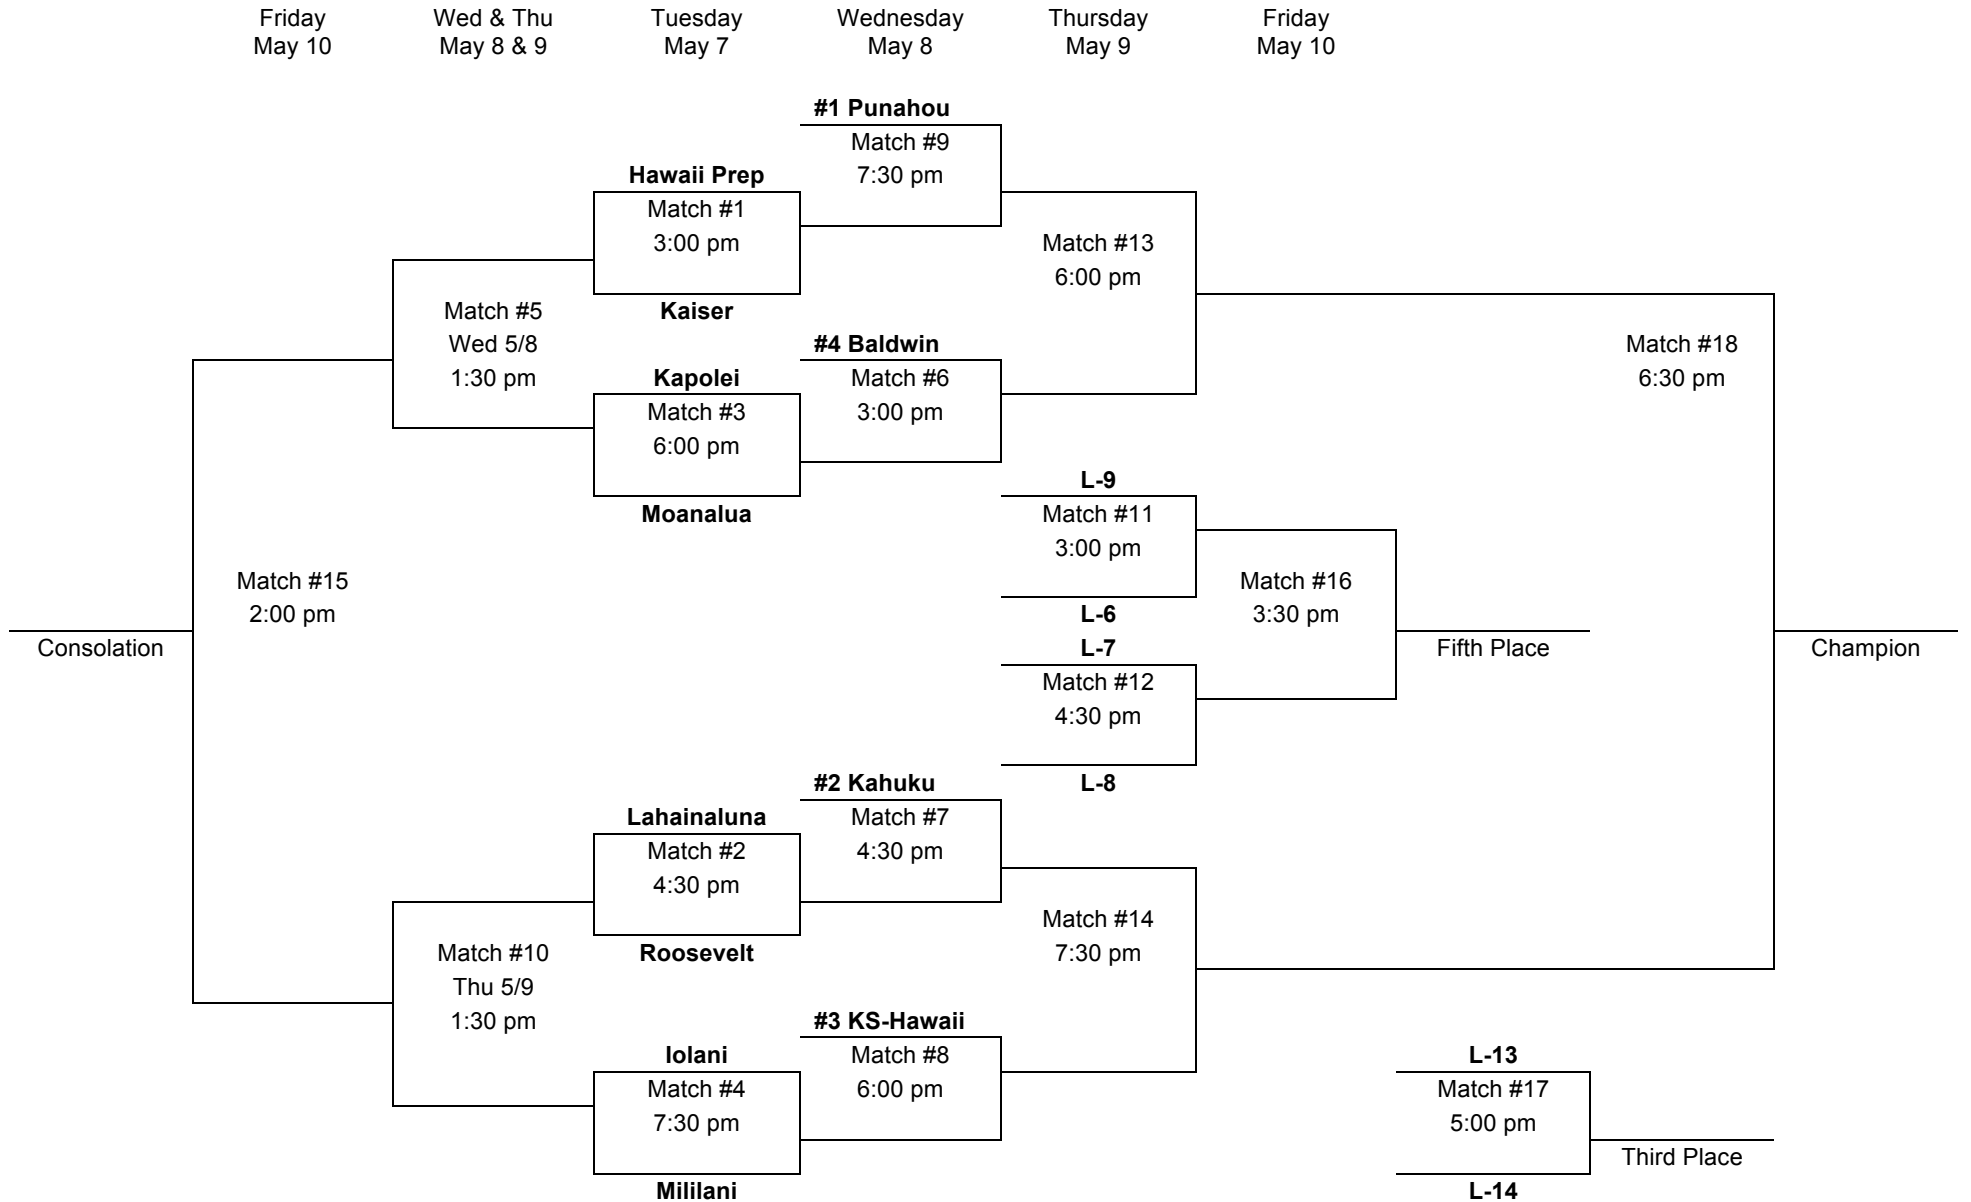 Friday Wed & Thu Tuesday Wednesday Thursday Friday
May 10 May 8 & 9 May 7 May 8 May 9 May 10
#1 Punahou
Match #9
Hawaii Prep 7:30 pm
Match #1
3:00 pm Match #13
6:00 pm
Match #5 Kaiser
Wed 5/8 #4 Baldwin Match #18
1:30 pm Kapolei Match #6 6:30 pm
Match #3 3:00 pm
6:00 pm
L-9
Moanalua Match #11
3:00 pm
Match #15 Match #16
2:00 pm L-6 3:30 pm
Consolation L-7 Fifth Place Champion
Match #12
4:30 pm
#2 Kahuku L-8
Lahainaluna Match #7
Match #2 4:30 pm
4:30 pm
Match #14
Match #10 Roosevelt 7:30 pm
Thu 5/9
1:30 pm #3 KS-Hawaii
Iolani Match #8 L-13
Match #4 6:00 pm Match #17
7:30 pm 5:00 pm
Third Place
Mililani L-14